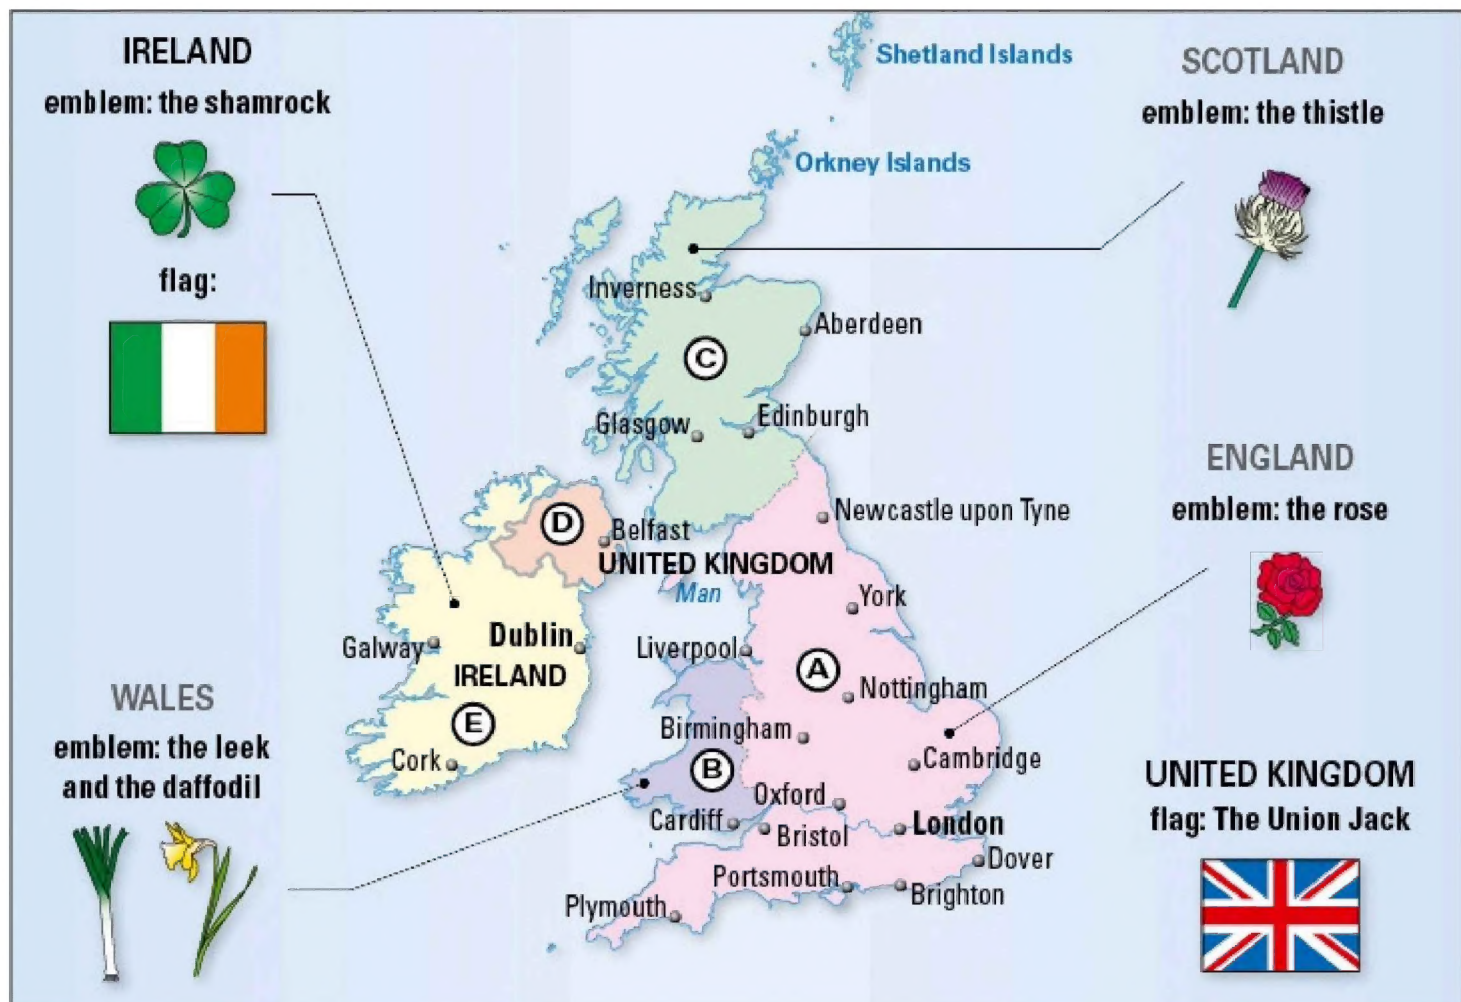 IRELAND
emblem: the shamrock
flag:
Shetland Islands
Orkney Islands
SCOTLAND
emblem: the thistle
Inverness
Aberdeen
C
Glasgow
Edinburgh
ENGLAND
emblem: the rose
D
Belfast
Newcastle upon Tyne
UNITED KINGDOM
Man
York
Galway
Dublin
Liverpool
IRELAND
A
Nottingham
E
Birmingham
Cork
B
Cambridge
Oxford
Cardiff
Bristol
London
Dover
Portsmouth
Brighton
Plymouth
WALES
emblem: the leek
and the daffodil
UNITED KINGDOM
flag: The Union Jack